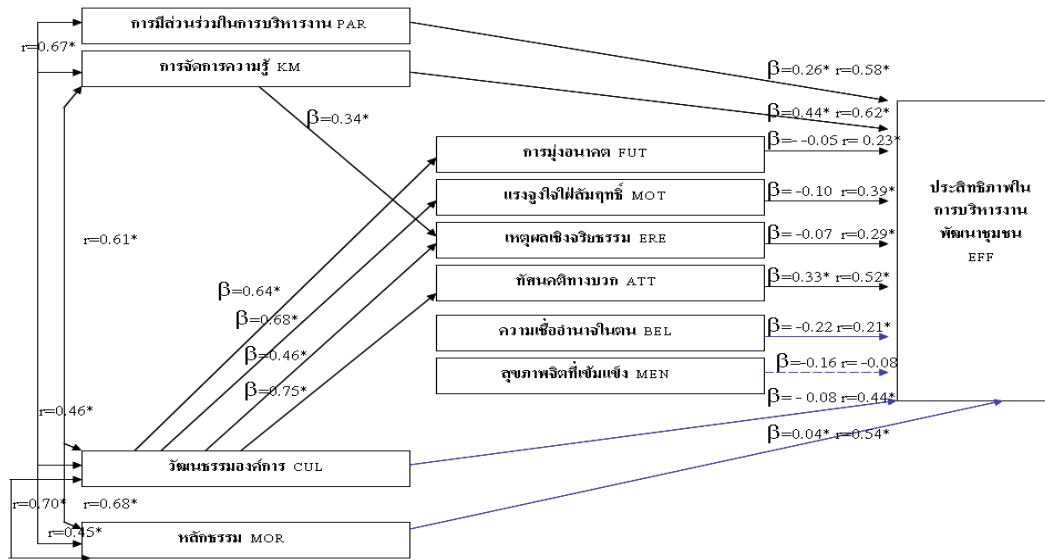 การมีส่วนร่วมในการบริหารงาน PAR
r=0.67*
การจัดการความรู้ KM
β=0.26* r=0.58*
β=0.44* r=0.62*
β=0.34*
การมุ่งอนาคต FUT
β=- -0.05 r= 0.23*
แรงจูงใจใฝ่สัมฤทธิ์ MOT
β= -0.10 r=0.39*
ประสิทธิภาพใน
การบริหารงาน
พัฒนาชุมชน
EFF
เหตุผลเชิงจริยธรรม ERE
β= -0.07 r=0.29*
r=0.61*
ทัศนคติทางบวก ATT
β=0.33* r=0.52*
β=0.64*
β=0.68*
β=0.46*
β=0.75*
ความเชื่ออำนาจในตน BEL
β= -0.22 r=0.21*
สุขภาพจิตที่เข้มแข็ง MEN
β=-0.16 r= -0.08
β= - 0.08 r=0.44*
β=0.04* r=0.54*
r=0.46*
วัฒนธรรมองค์การ CUL
r=0.70*
r=0.68*
r=0.45*
หลักธรรม MOR